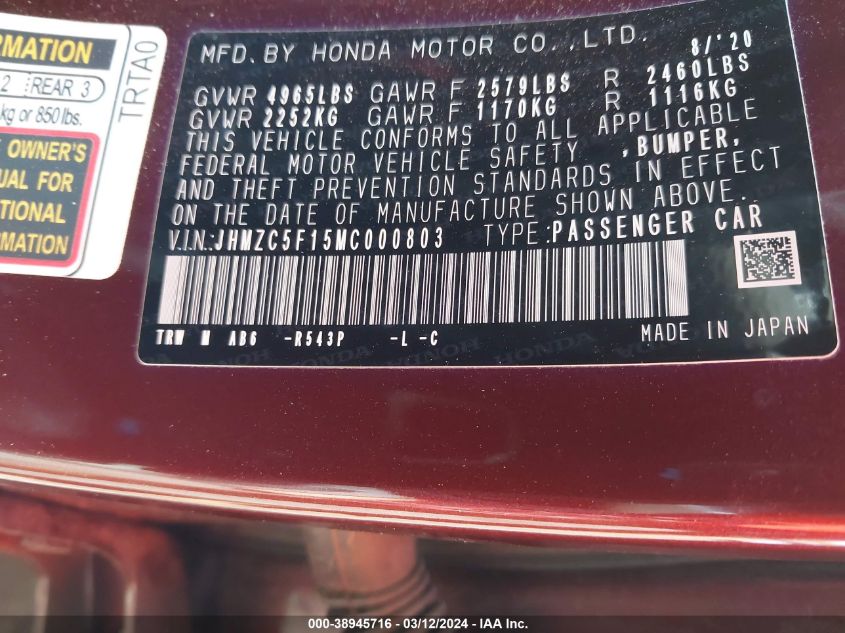 RMATION
2 REAR 3
kg or 850 lbs.
OWNER'S
UAL FOR
TIONAL
ORMATION
TRTA0
MFD. BY HONDA MOTOR CO.,LTD. 8/'20
GVWR 4965LBS GAWR F 2579LBS R 2460LBS
GVWR 2252KG GAWR F 1170KG R 1116KG
THIS VEHICLE CONFORMS TO ALL APPLICABLE
FEDERAL MOTOR VEHICLE SAFETY ,BUMPER,
AND THEFT PREVENTION STANDARDS IN EFFECT
ON THE DATE OF MANUFACTURE SHOWN ABOVE.
V.I.N.:JHMZC5F15MC000803 TYPE:PASSENGER CAR
TRW M AB6 -R543P -L -C
MADE IN JAPAN
000-38945716 - 03/12/2024 - IAA Inc.